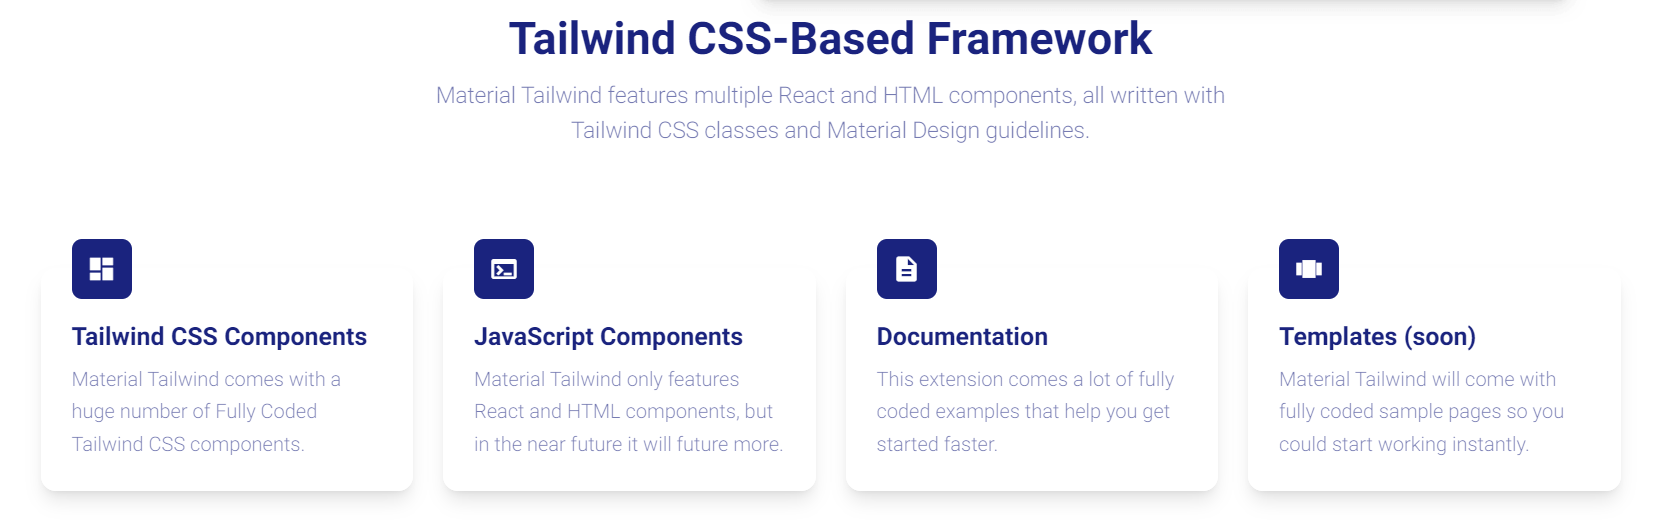 Tailwind CSS-Based Framework
Material Tailwind features multiple React and HTML components, all written with
Tailwind CSS classes and Material Design guidelines.
Tailwind CSS Components
Material Tailwind comes with a
huge number of Fully Coded
Tailwind CSS components.
JavaScript Components
Material Tailwind only features
React and HTML components, but
in the near future it will future more.
Documentation
This extension comes a lot of fully
coded examples that help you get
started faster.
Templates (soon)
Material Tailwind will come with
fully coded sample pages so you
could start working instantly.